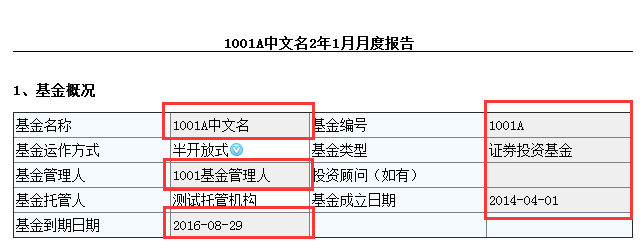 1001A中文名2年1月月度报告
1、基金概况
基金名称 1001A中文名 基金编号 1001A
基金运作方式 半开放式 基金类型 证券投资基金
基金管理人 1001基金管理人 投资顾问（如有）
基金托管人 测试托管机构 基金成立日期 2014-04-01
基金到期日期 2016-08-29